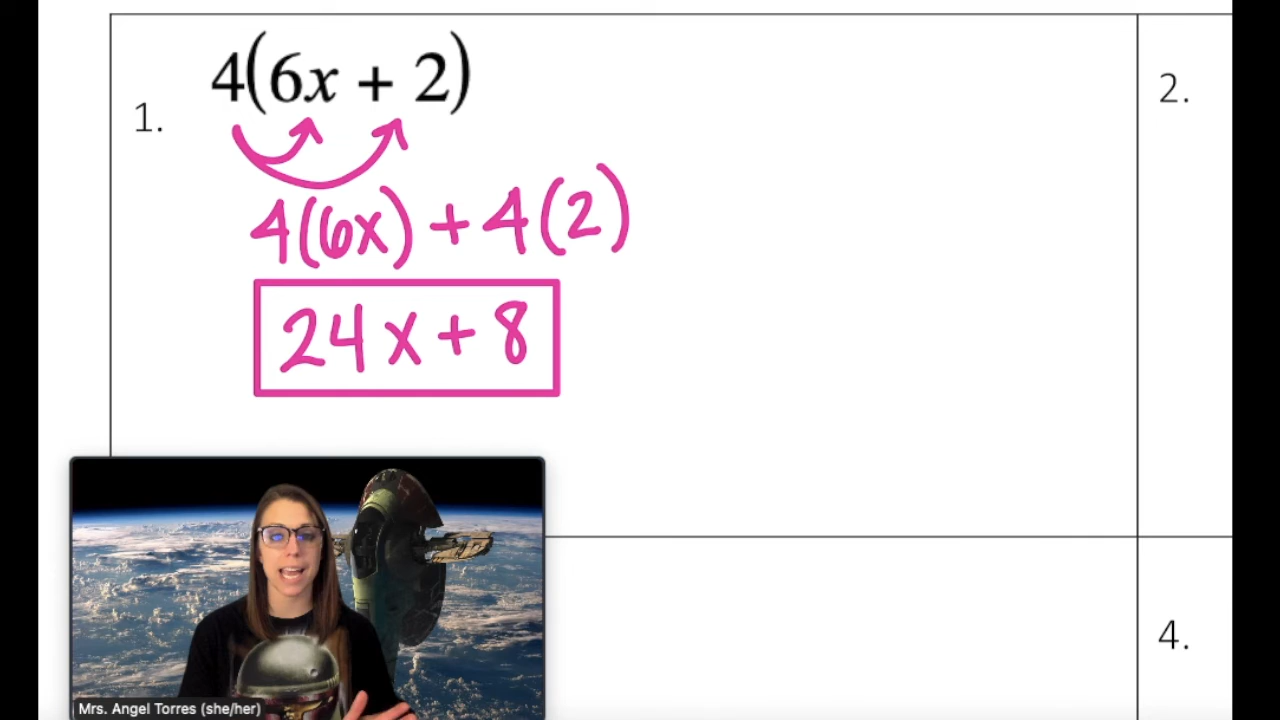 1.
4(6x + 2)
4(6x) + 4(2)
24x + 8
2.
4.
Mrs. Angel Torres (she/her)